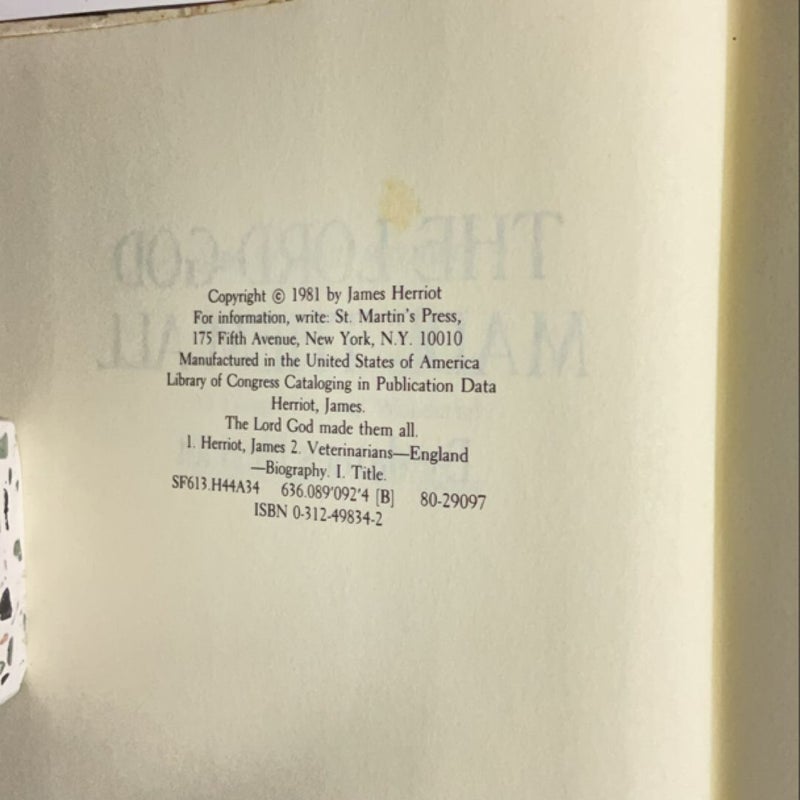 Copyright © 1981 by James Herriot
For information, write: St. Martin's Press,
175 Fifth Avenue, New York, N.Y. 10010
Manufactured in the United States of America
Library of Congress Cataloging in Publication Data
Herriot, James.
The Lord God made them all.
1. Herriot, James 2. Veterinarians—England
—Biography. I. Title.
SF613.H44A34 636.089'092'4 [B] 80-29097
ISBN 0-312-49834-2